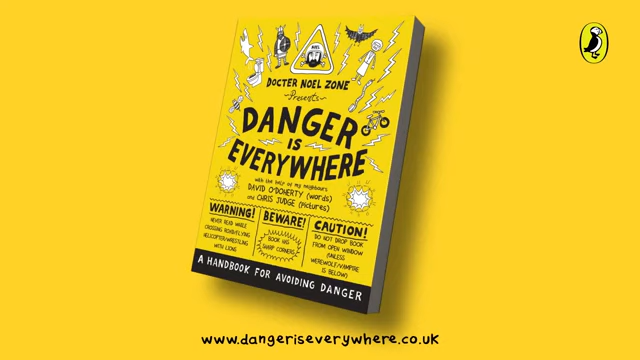 NOEL
DOCTER NOEL ZONE
Presents
DANGER
IS
EVERYWHERE
with the help of my neighbours
DAVID O'DOHERTY (words)
and CHRIS JUDGE (pictures)
WARNING!
NEVER READ WHILE
CROSSING ROAD/FLYING
HELICOPTER/WRESTLING
WITH LION
BEWARE!
BOOK HAS
SHARP CORNERS
CAUTION!
DO NOT DROP BOOK
FROM OPEN WINDOW
(UNLESS
WEREWOLF/VAMPIRE
IS BELOW)
A HANDBOOK FOR AVOIDING DANGER
www.dangeriseverywhere.co.uk